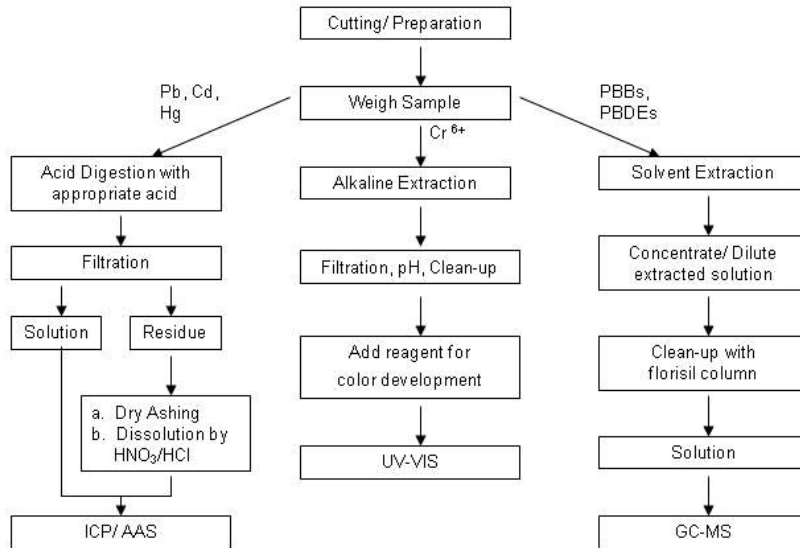 Cutting/ Preparation
Weigh Sample
Pb, Cd,
Hg
Cr 6+
PBBs,
PBDEs
Acid Digestion with
appropriate acid
Filtration
Solution
Residue
a. Dry Ashing
b. Dissolution by
HNO3/HCl
ICP/ AAS
Alkaline Extraction
Filtration, pH, Clean-up
Add reagent for
color development
UV-VIS
Solvent Extraction
Concentrate/ Dilute
extracted solution
Clean-up with
florisil column
Solution
GC-MS